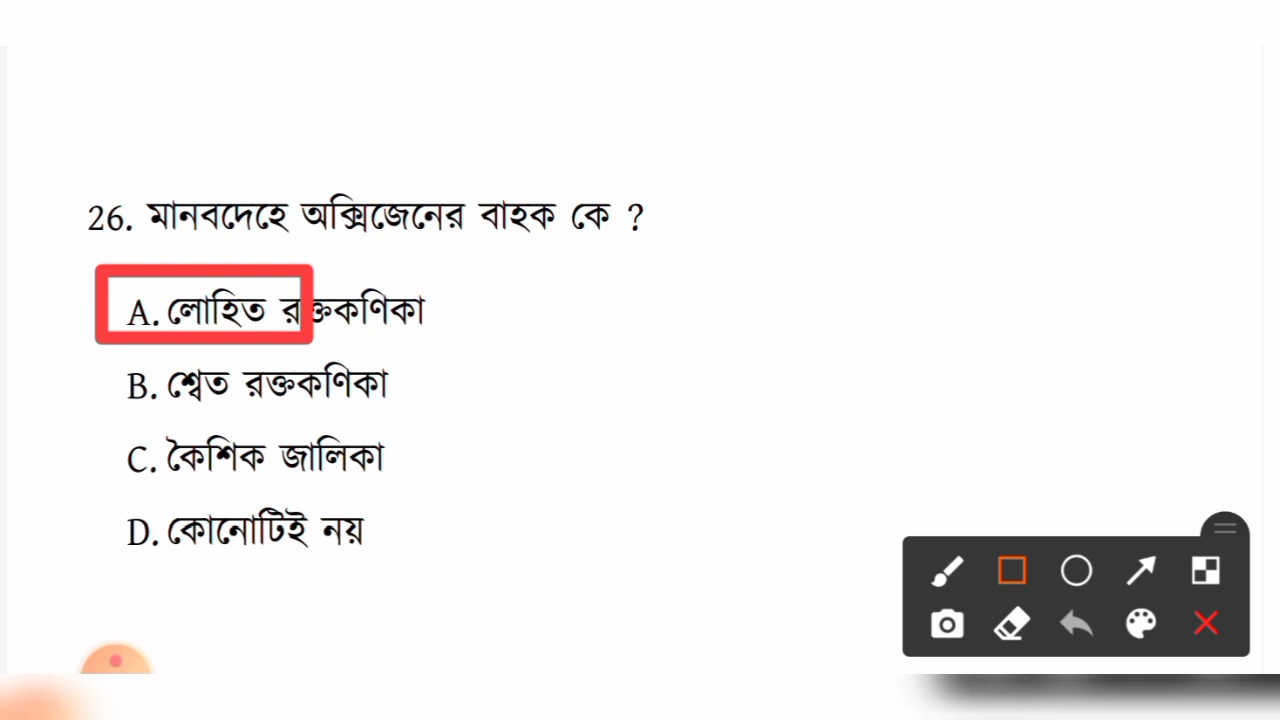 26. মানবদেহে অক্সিজেনের বাহক কে ?
A. লোহিত রক্তকণিকা
B. শ্বেত রক্তকণিকা
C. কৈশিক জালিকা
D. কোনোটিই নয়